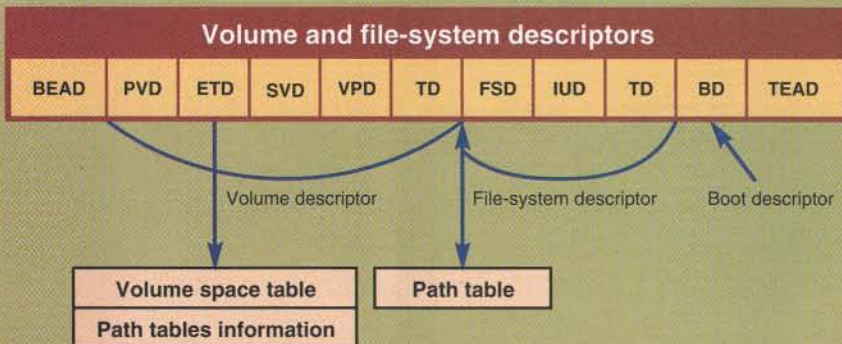 Volume and file-system descriptors
BEAD PVD ETD SVD VPD TD FSD IUD TD BD TEAD
Volume descriptor File-system descriptor Boot descriptor
Volume space table Path table
Path tables information